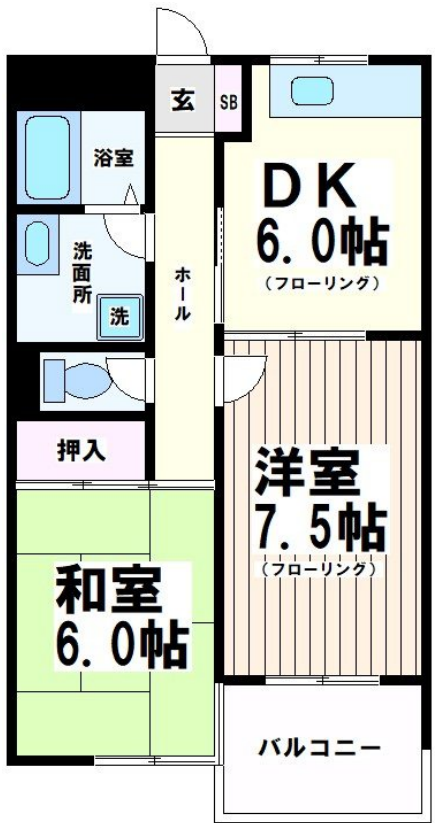 玄
SB
浴室
DK
6.0帖
(フローリング)
洗面所
ホール
洗
押入
洋室
7.5帖
(フローリング)
和室
6.0帖
バルコニー